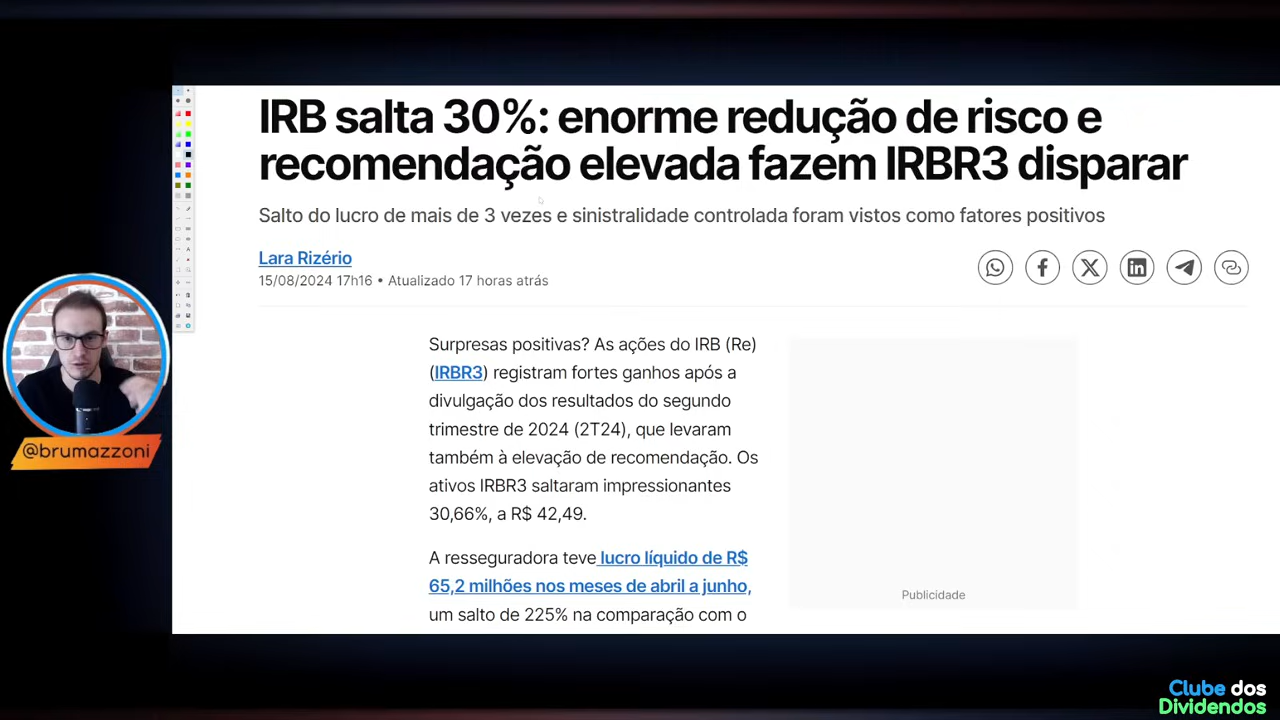 IRB salta 30%: enorme redução de risco e
recomendação elevada fazem IRBR3 disparar
Salto do lucro de mais de 3 vezes e sinistralidade controlada foram vistos como fatores positivos
Lara Rizério
15/08/2024 17h16 • Atualizado 17 horas atrás
Surpresas positivas? As ações do IRB (Re)
(IRBR3) registram fortes ganhos após a
divulgação dos resultados do segundo
trimestre de 2024 (2T24), que levaram
também à elevação de recomendação. Os
ativos IRBR3 saltaram impressionantes
30,66%, a R$ 42,49.
A resseguradora teve lucro líquido de R$
65,2 milhões nos meses de abril a junho,
um salto de 225% na comparação com o
Publicidade
@brumazzoni
Clube dos
Dividendos